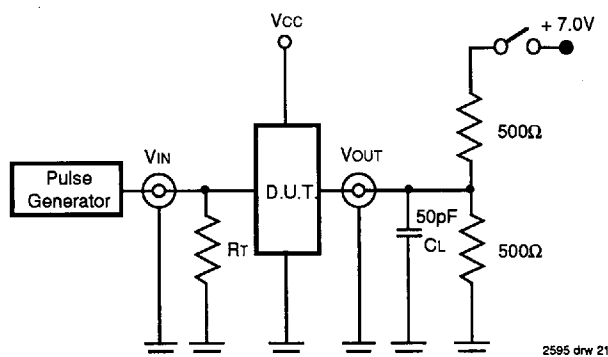 + 7.0V
VCC
500Ω
VIN
VOUT
Pulse
Generator
D.U.T.
50pF
CL
RT
500Ω
2595 drw 21